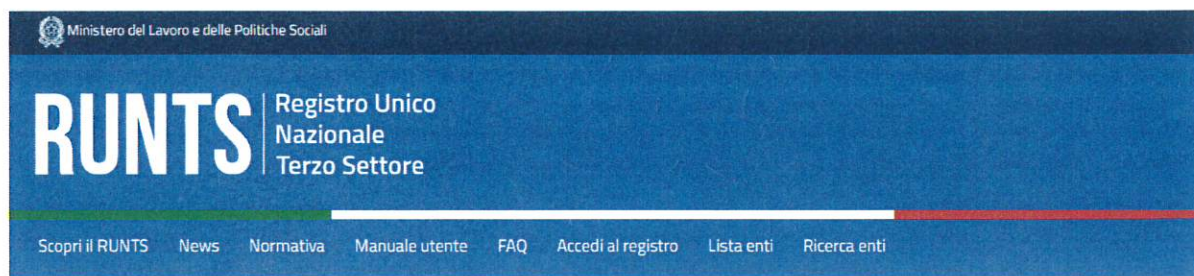 Ministero del Lavoro e delle Politiche Sociali
RUNTS
Registro Unico
Nazionale
Terzo Settore
Scopri il RUNTS News Normativa Manuale utente FAQ Accedi al registro Lista enti Ricerca enti